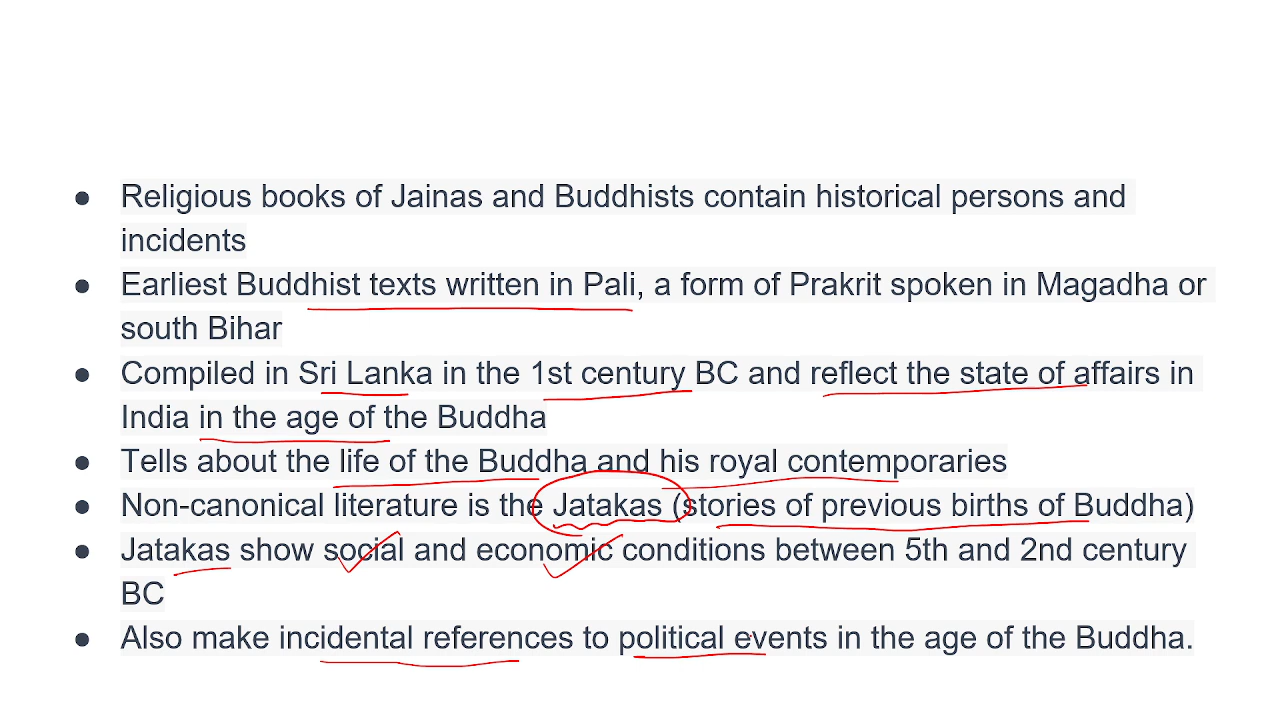 ● Religious books of Jainas and Buddhists contain historical persons and
incidents
● Earliest Buddhist texts written in Pali, a form of Prakrit spoken in Magadha or
south Bihar
● Compiled in Sri Lanka in the 1st century BC and reflect the state of affairs in
India in the age of the Buddha
● Tells about the life of the Buddha and his royal contemporaries
● Non-canonical literature is the Jatakas (stories of previous births of Buddha)
● Jatakas show social and economic conditions between 5th and 2nd century
BC
● Also make incidental references to political events in the age of the Buddha.